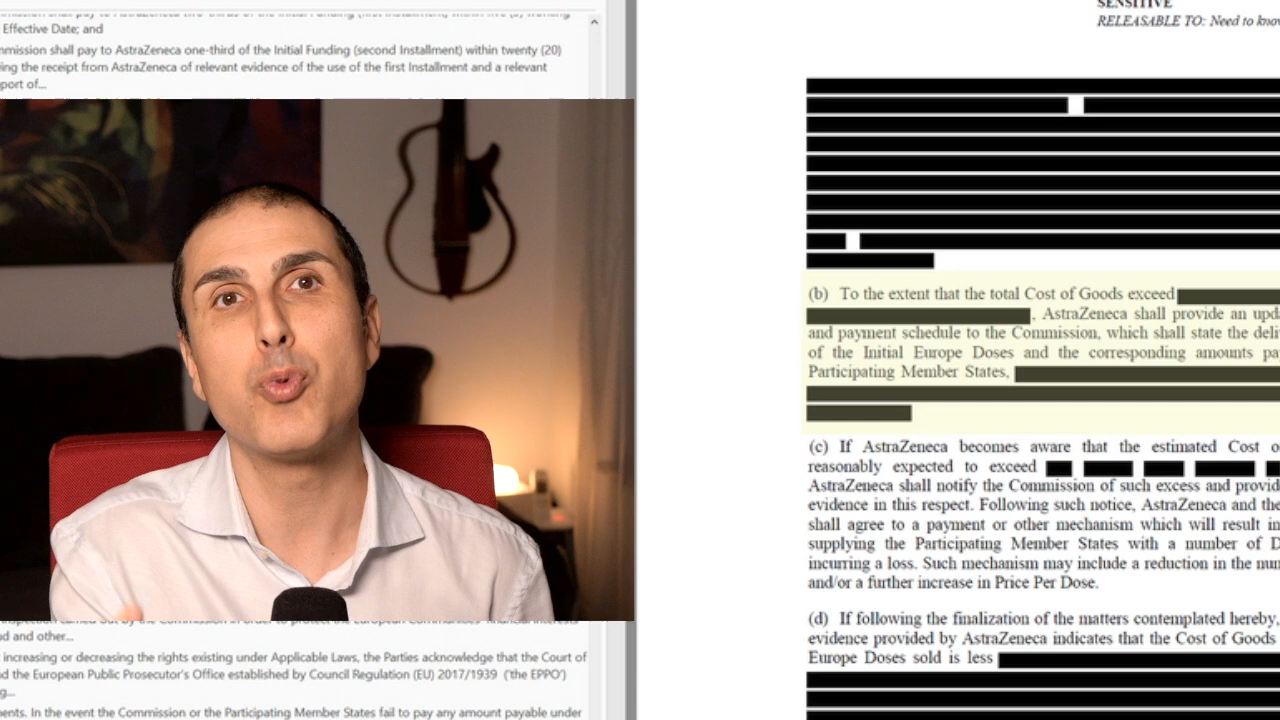 Effective Date; and
mmission shall pay to AstraZeneca one-third of the Initial Funding (second Installment) within twenty (20)
ing the receipt from AstraZeneca of relevant evidence of the use of the first Installment and a relevant
port of...
ud and other...
increasing or decreasing the rights existing under Applicable Laws, the Parties acknowledge that the Court of
d the European Public Prosecutor's Office established by Council Regulation (EU) 2017/1939 ('the EPPO')
g...
ents. In the event the Commission or the Participating Member States fail to pay any amount payable under
SENSITIVE
RELEASABLE TO: Need to know
(b) To the extent that the total Cost of Goods exceed
, AstraZeneca shall provide an upda
and payment schedule to the Commission, which shall state the deli
of the Initial Europe Doses and the corresponding amounts pa
Participating Member States,
(c) If AstraZeneca becomes aware that the estimated Cost o
reasonably expected to exceed
AstraZeneca shall notify the Commission of such excess and provid
evidence in this respect. Following such notice, AstraZeneca and the
shall agree to a payment or other mechanism which will result in
supplying the Participating Member States with a number of D
incurring a loss. Such mechanism may include a reduction in the num
and/or a further increase in Price Per Dose.
(d) If following the finalization of the matters contemplated hereby,
evidence provided by AstraZeneca indicates that the Cost of Goods
Europe Doses sold is less